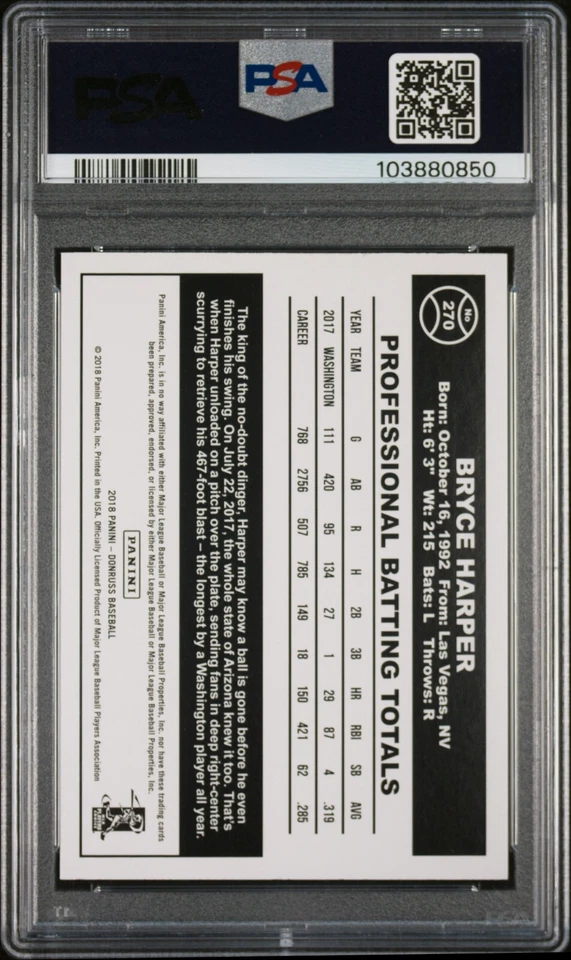 PSA
PSA
103880850
No
270
BRYCE HARPER
Born: October 16, 1992 From: Las Vegas, NV
Ht: 6' 3" Wt: 215 Bats: L Throws: R
PROFESSIONAL BATTING TOTALS
YEAR TEAM G AB R H 2B 3B HR RBI SB AVG
2017 WASHINGTON 111 420 95 134 27 1 29 87 4 .319
CAREER 768 2756 507 785 149 18 150 421 62 .285
The king of the no-doubt dinger, Harper may know a ball is gone before he even
finishes his swing. On July 22, 2017, the whole state of Arizona knew it too. That's
when Harper unloaded on a pitch over the plate, sending fans in deep right-center
scurrying to retrieve his 467-foot blast – the longest by a Washington player all year.
Panini America, Inc. is in no way affiliated with either Major League Baseball or Major League Baseball Properties, Inc. nor have these trading cards
been prepared, approved, endorsed, or licensed by either Major League Baseball or Major League Baseball Properties, Inc.
PANINI
2018 PANINI – DONRUSS BASEBALL
© 2018 Panini America, Inc. Printed in the USA. Officially Licensed Product of Major League Baseball Players Association
PSA